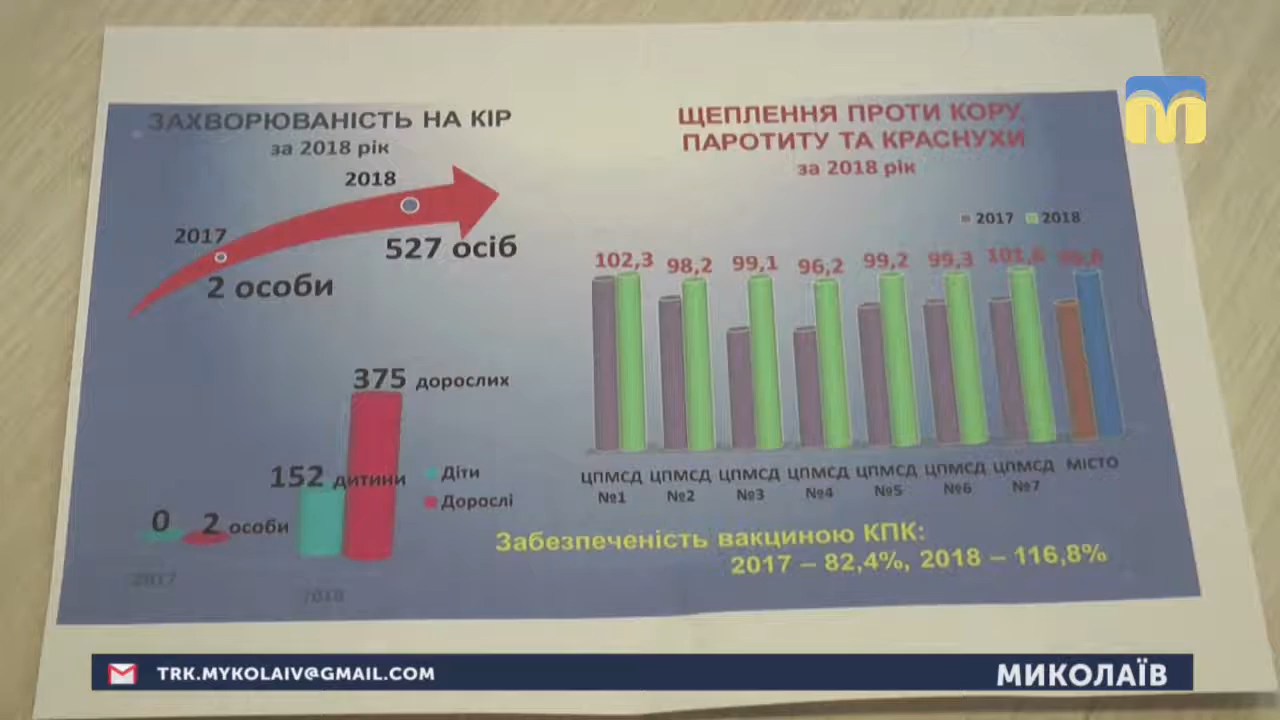 ЗАХВОРЮВАНІСТЬ НА КІР
за 2018 рік
2018
527 осіб
2017
2 особи
375 дорослих
152 дитини
0
2 особи
Діти
Дорослі
2017
2018
ЩЕПЛЕННЯ ПРОТИ КОРУ,
ПАРОТИТУ ТА КРАСНУХИ
за 2018 рік
2017 2018
102,3 98,2 99,1 96,2 99,2 99,3
ЦПМСД ЦПМСД ЦПМСД ЦПМСД ЦПМСД ЦПМСД ЦПМСД МІСТО
№1 №2 №3 №4 №5 №6 №7
Забезпеченість вакциною КПК:
2017 – 82,4%, 2018 – 116,8%
TRK.MYKOLAIV@GMAIL.COM
МИКОЛАЇВ